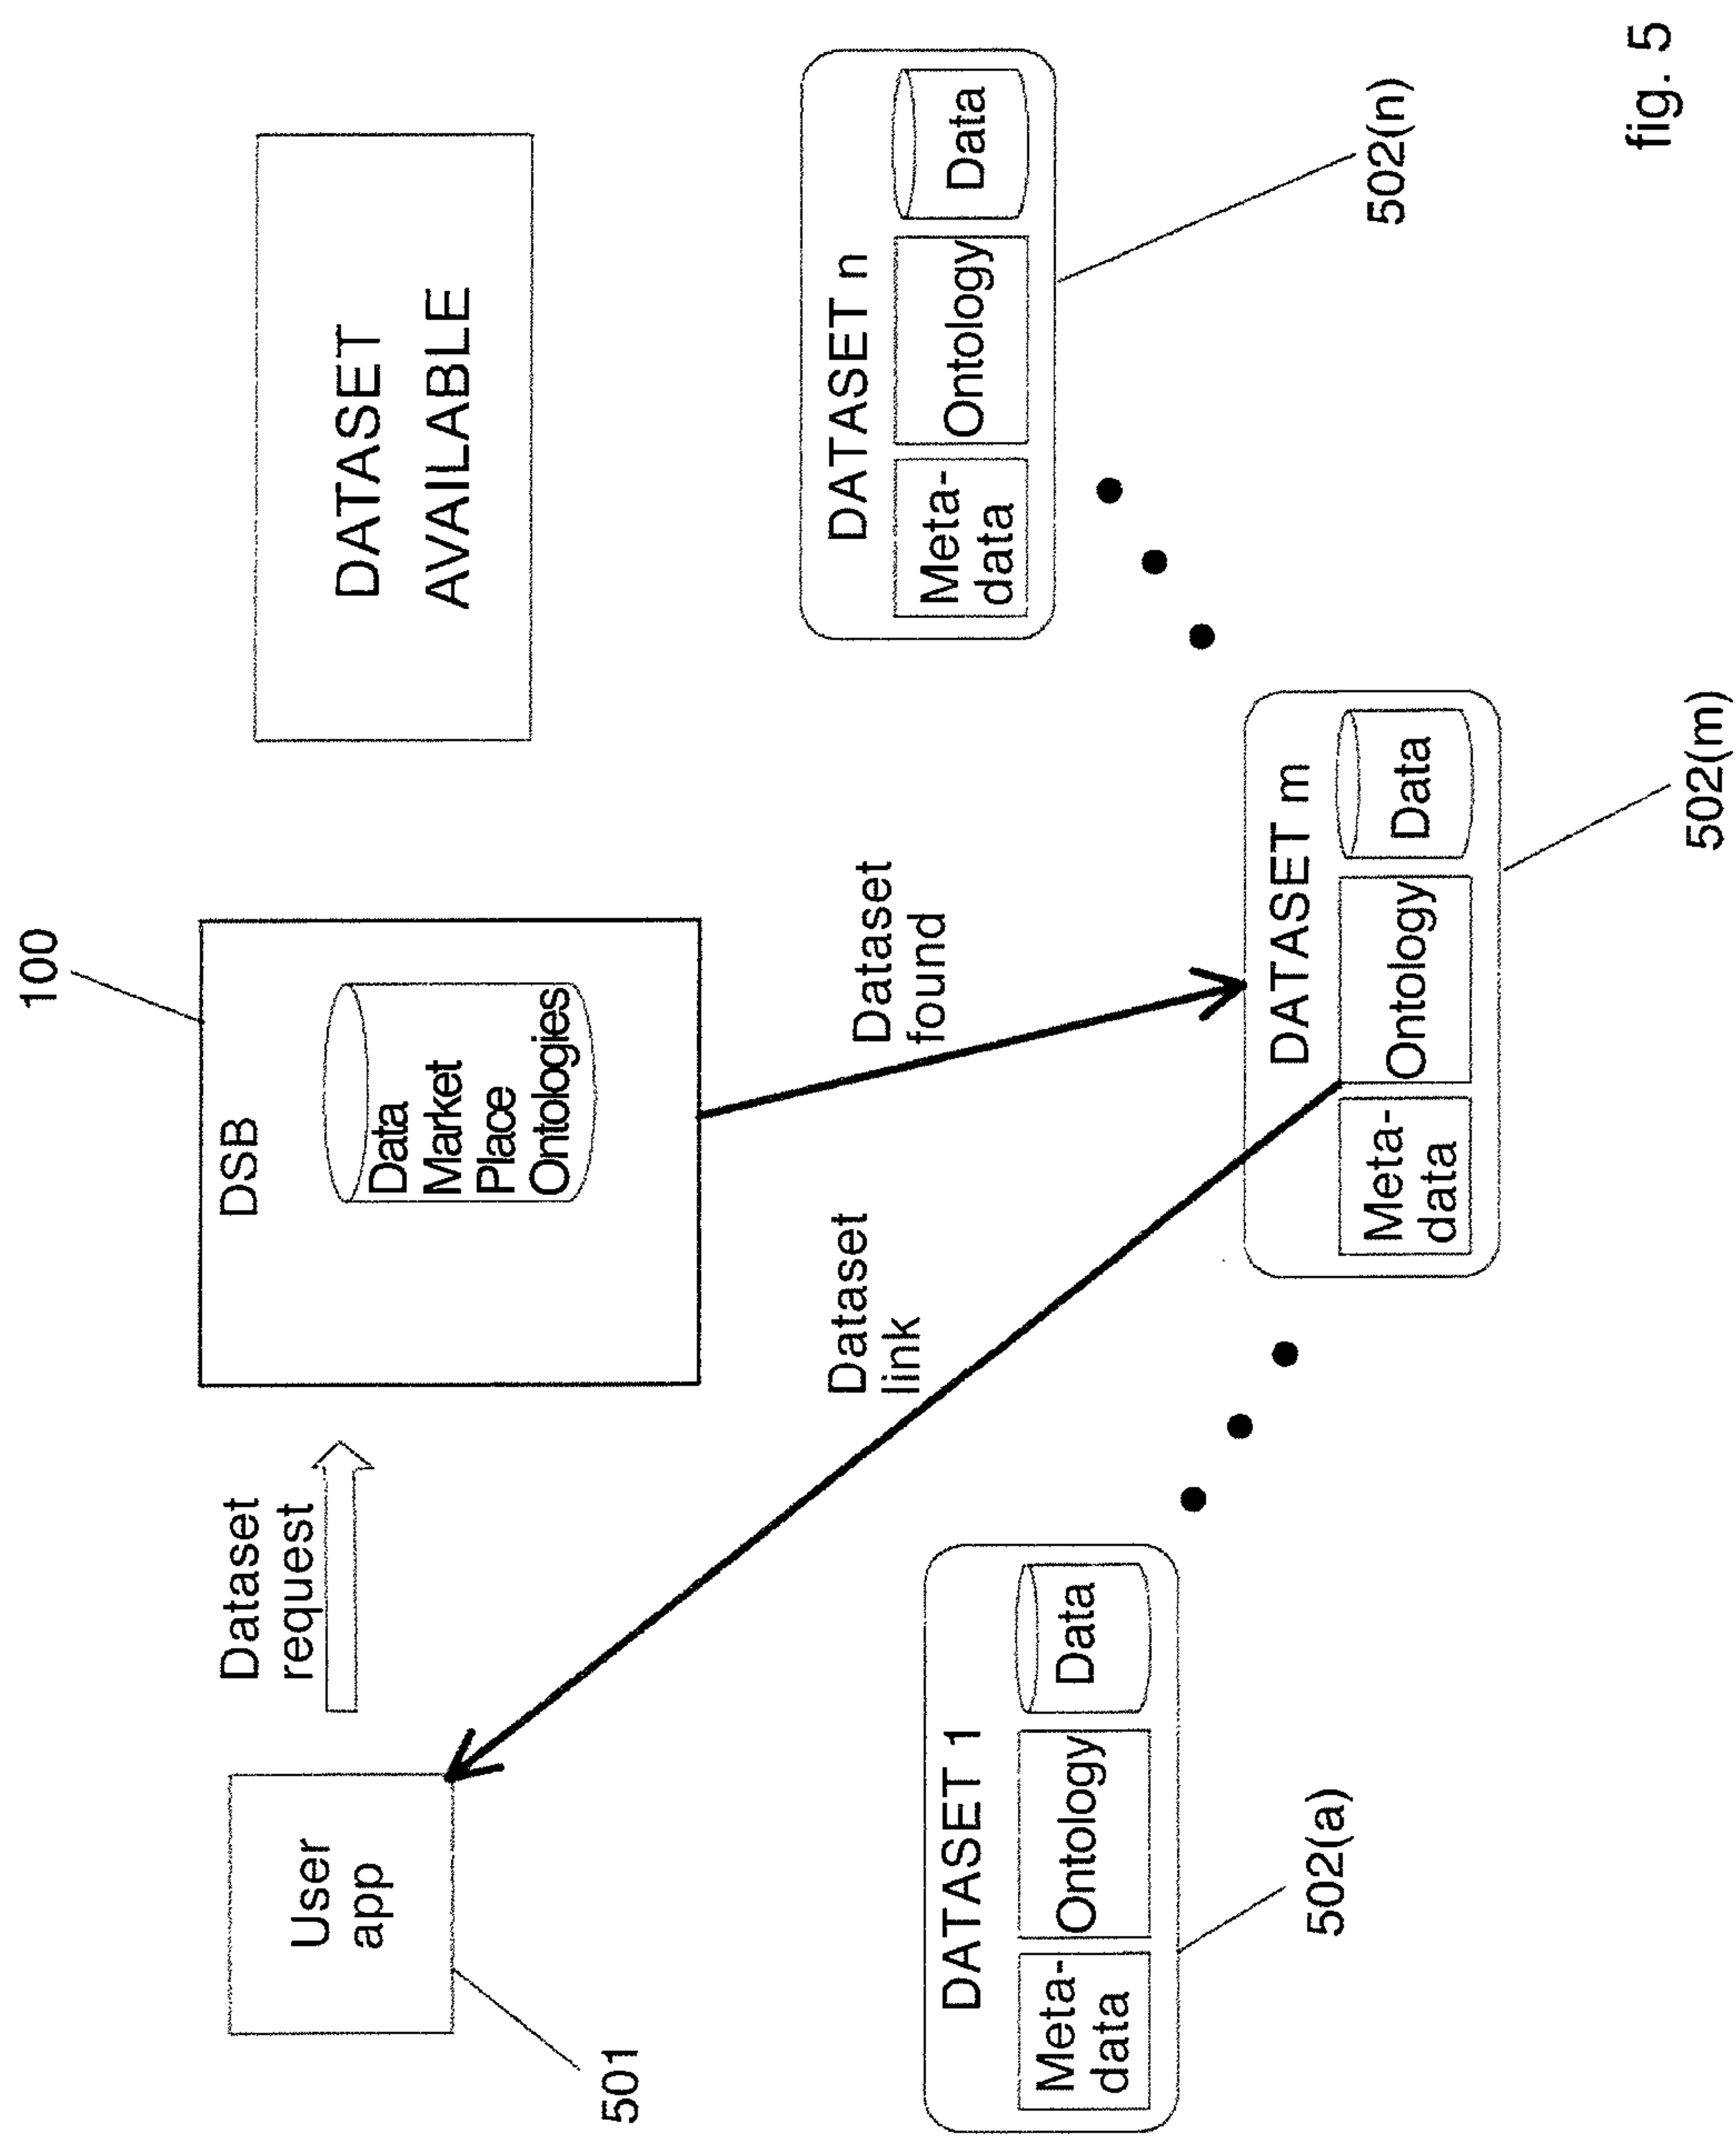 100
User
app
501
Dataset
request
DSB
Data
Market
Place
Ontologies
DATASET
AVAILABLE
Dataset
link
Dataset
found
DATASET 1
Meta-
data
Ontology
Data
502(a)
DATASET m
Meta-
data
Ontology
Data
502(m)
DATASET n
Meta-
data
Ontology
Data
502(n)
fig. 5